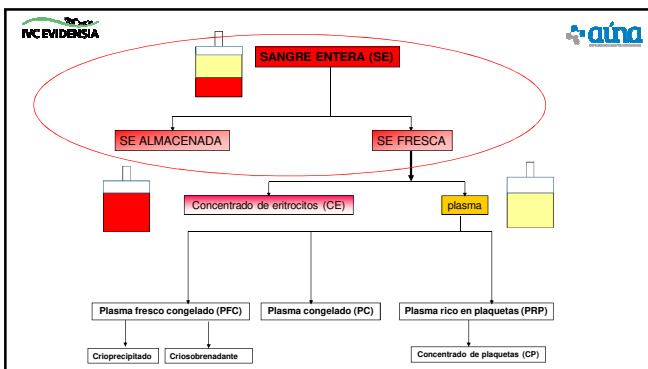 IVC EVIDENSIA
aúna
SANGRE ENTERA (SE)
SE ALMACENADA
SE FRESCA
Concentrado de eritrocitos (CE)
plasma
Plasma fresco congelado (PFC)
Plasma congelado (PC)
Plasma rico en plaquetas (PRP)
Crioprecipitado
Criosobrenadante
Concentrado de plaquetas (CP)